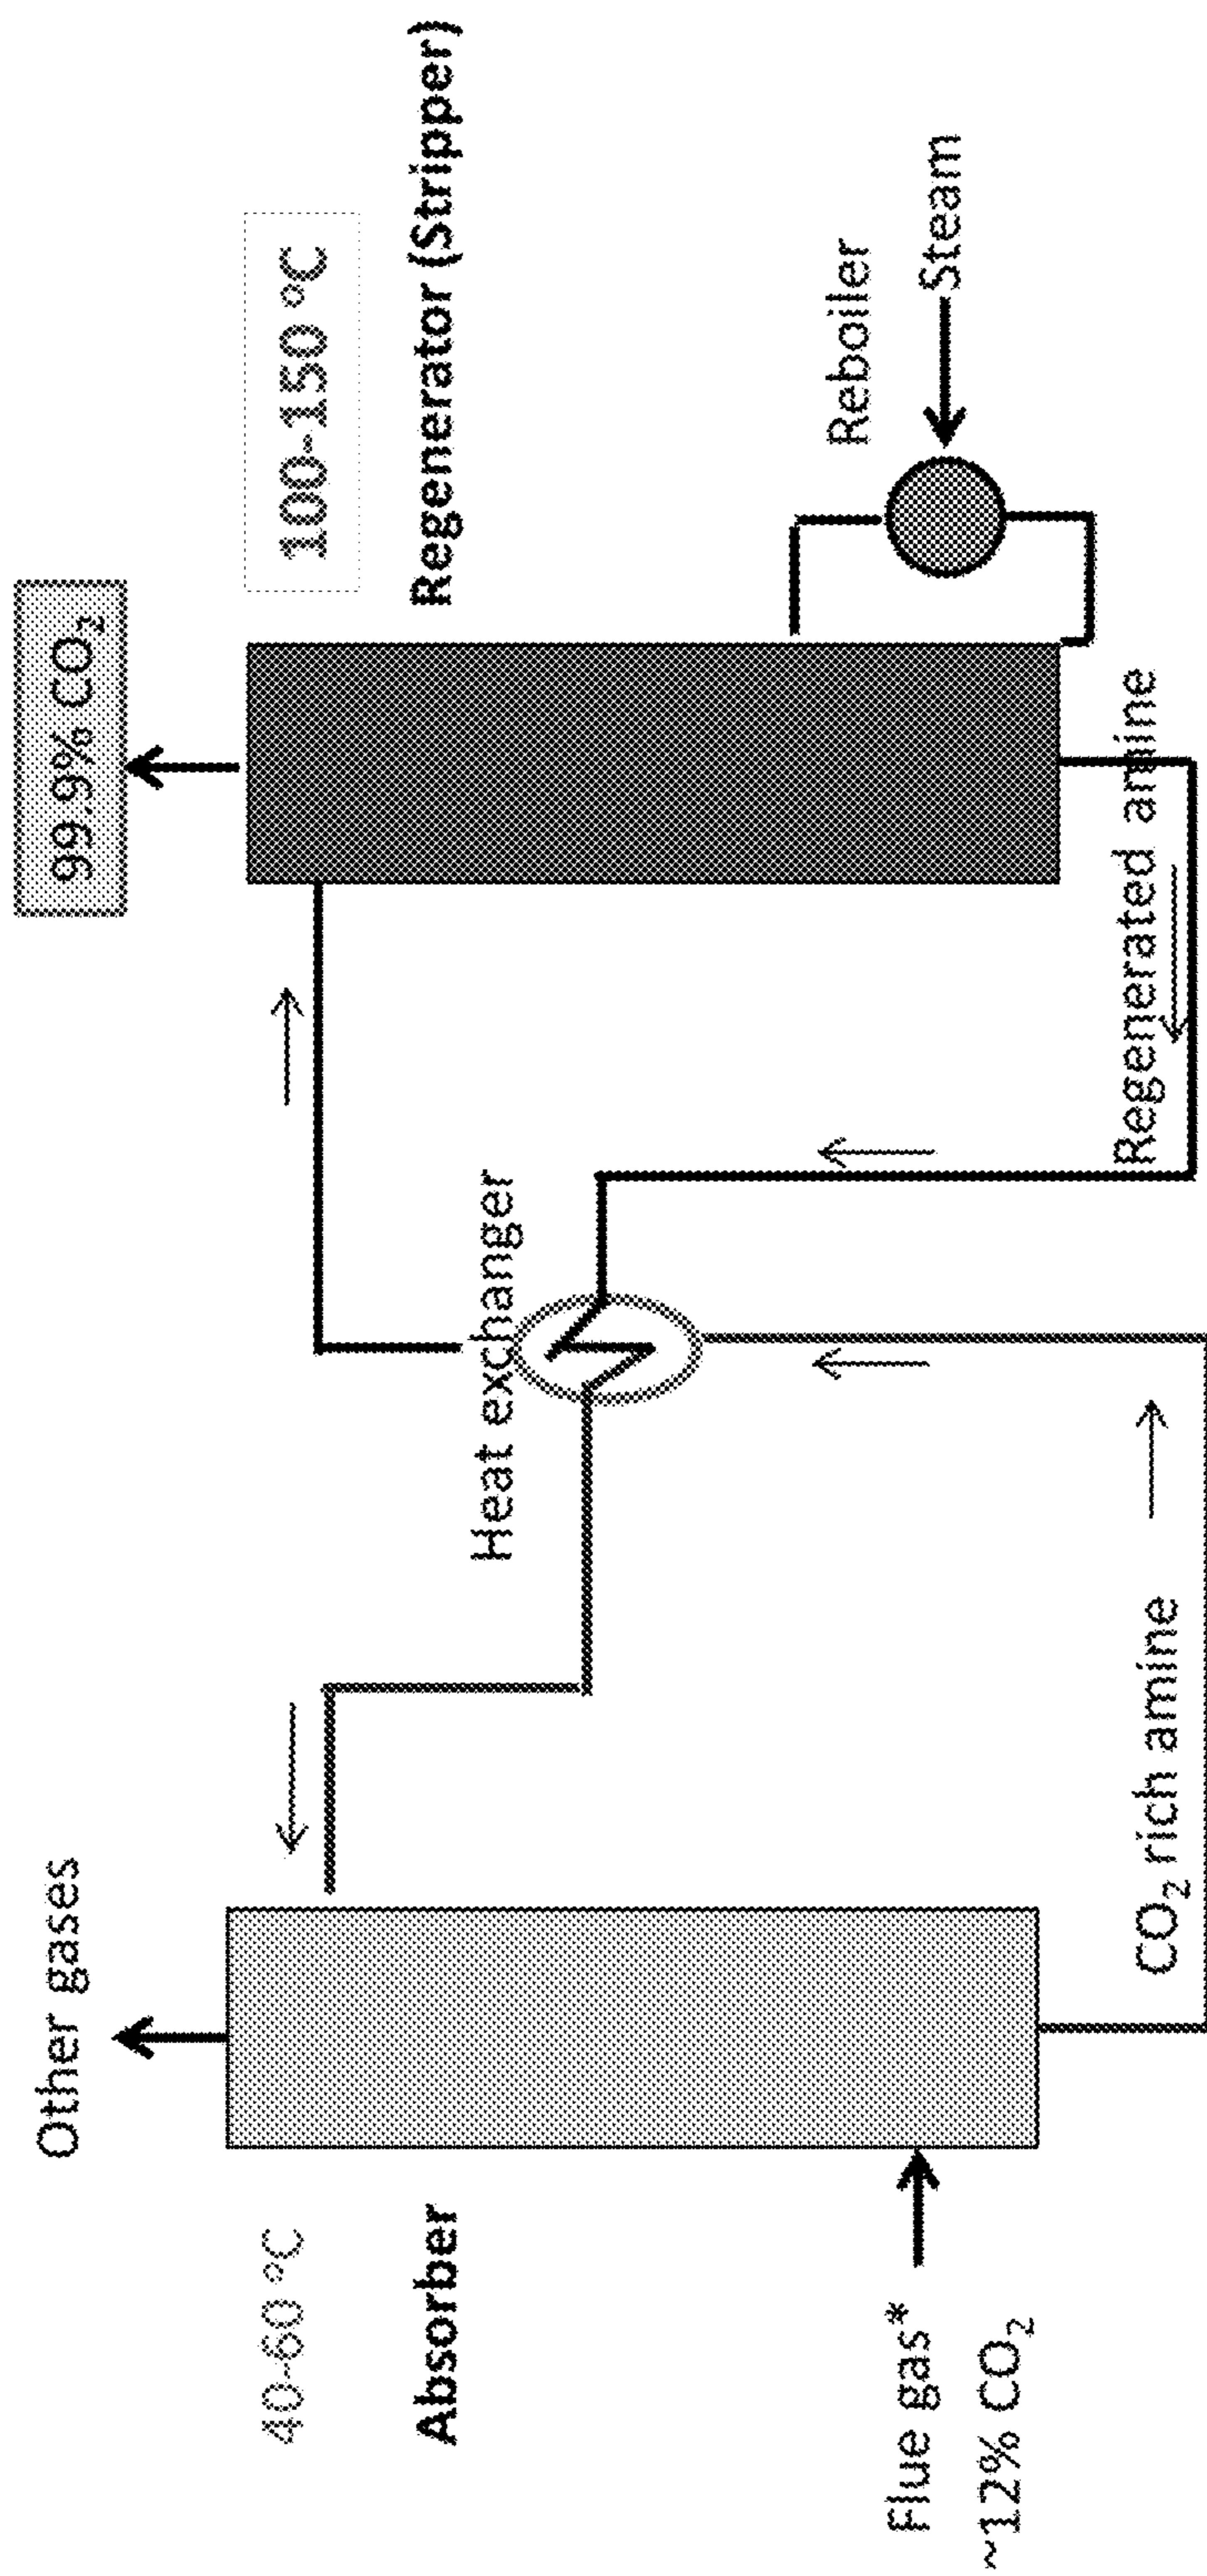 Other gases
99.9% CO₂
40-60 °C
100-150 °C
Absorber
Heat exchanger
Regenerator (Stripper)
Flue gas*
~12% CO₂
Reboiler
Steam
CO₂ rich amine
Regenerated amine